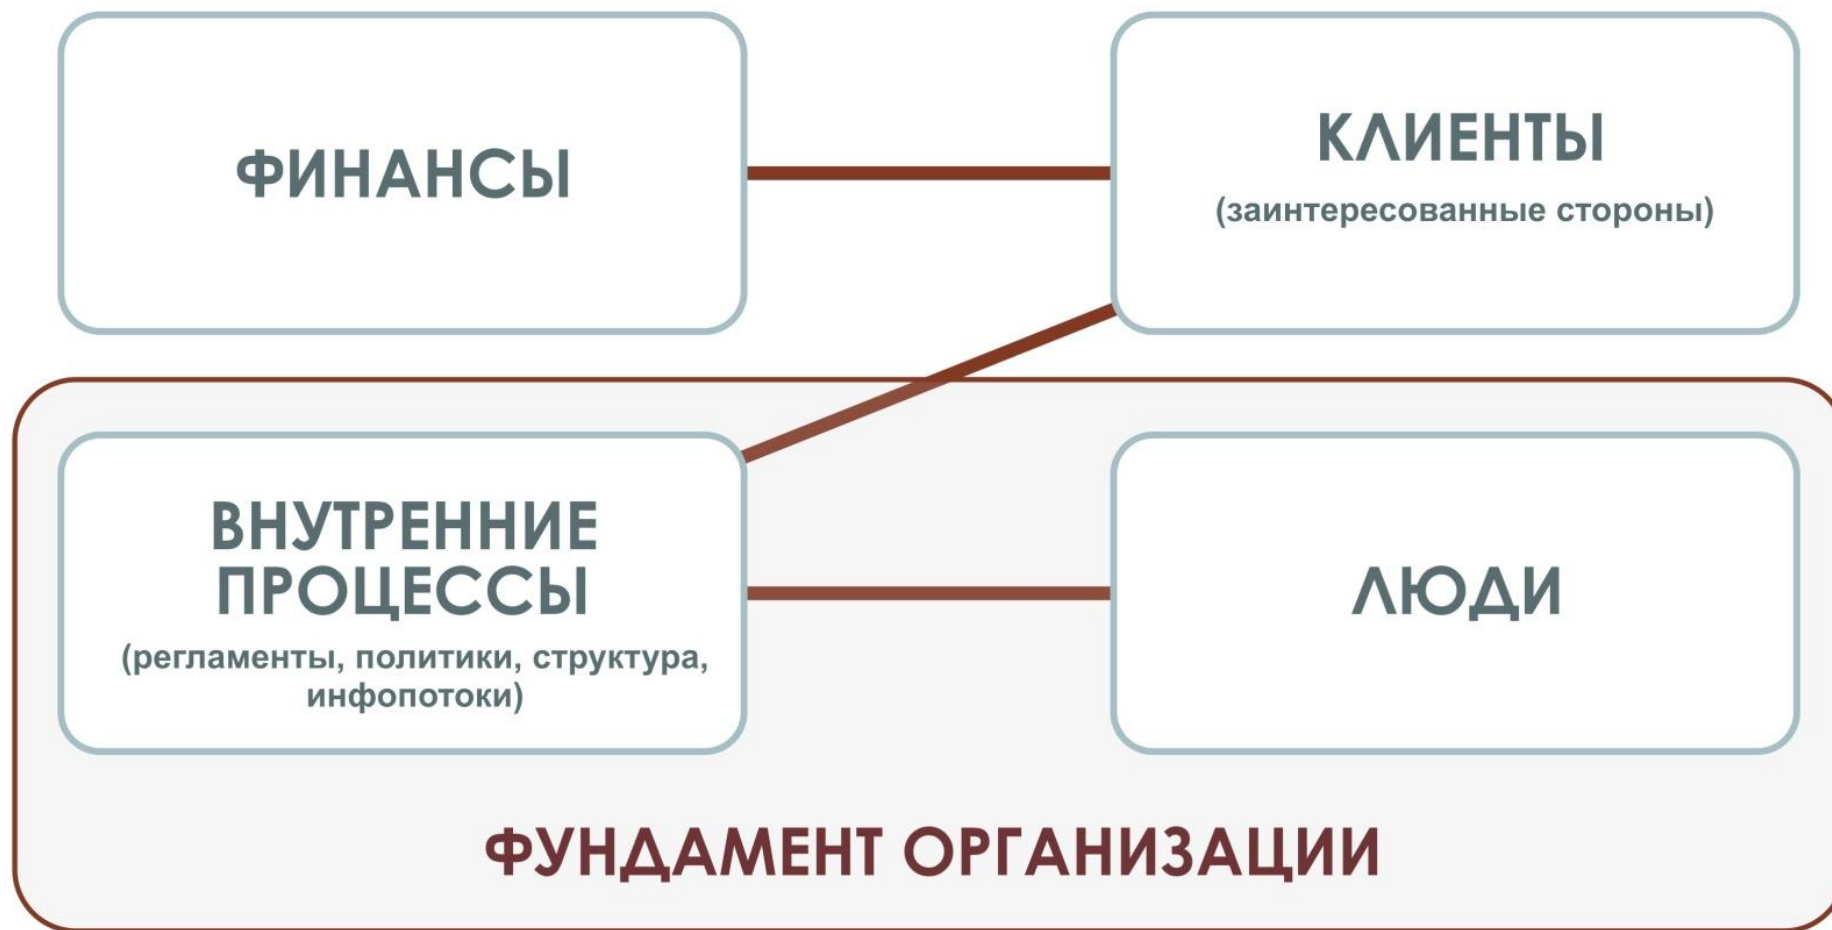 ФИНАНСЫ
КЛИЕНТЫ
(заинтересованные стороны)
ВНУТРЕННИЕ
ПРОЦЕССЫ
(регламенты, политики, структура,
инфопотоки)
ЛЮДИ
ФУНДАМЕНТ ОРГАНИЗАЦИИ